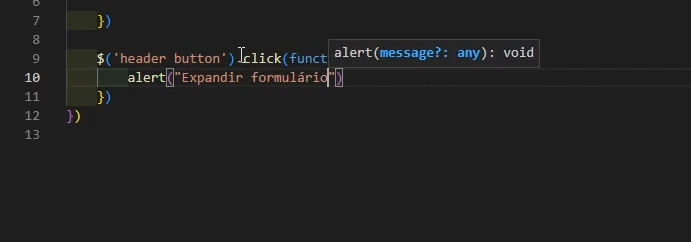 6
7 })
8
9 $('header button').click(funct
alert(message?: any): void
10 alert("Expandir formulário")
11 })
12 })
13